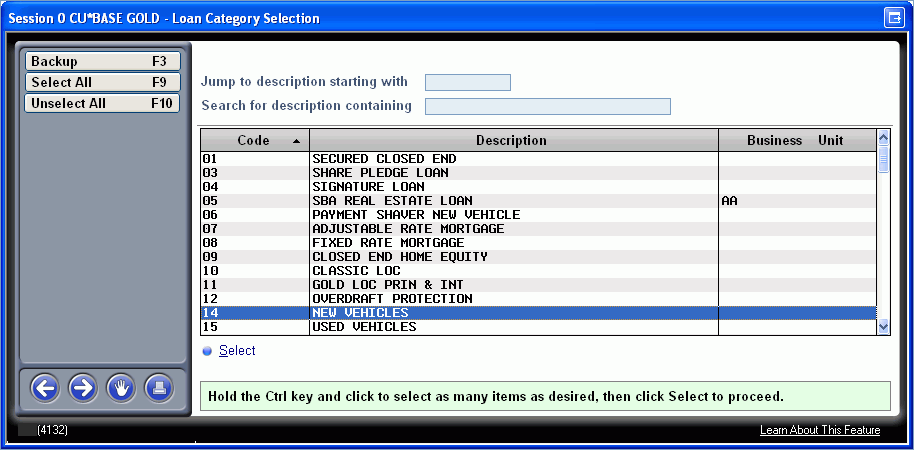 Session 0 CU*BASE GOLD - Loan Category Selection
Backup F3
Select All F9
Unselect All F10
Jump to description starting with
Search for description containing
Code Description Business Unit
01 SECURED CLOSED END
03 SHARE PLEDGE LOAN
04 SIGNATURE LOAN
05 SBA REAL ESTATE LOAN AA
06 PAYMENT SHAVER NEW VEHICLE
07 ADJUSTABLE RATE MORTGAGE
08 FIXED RATE MORTGAGE
09 CLOSED END HOME EQUITY
10 CLASSIC LOC
11 GOLD LOC PRIN & INT
12 OVERDRAFT PROTECTION
14 NEW VEHICLES
15 USED VEHICLES
Select
Hold the Ctrl key and click to select as many items as desired, then click Select to proceed.
(4132) Learn About This Feature